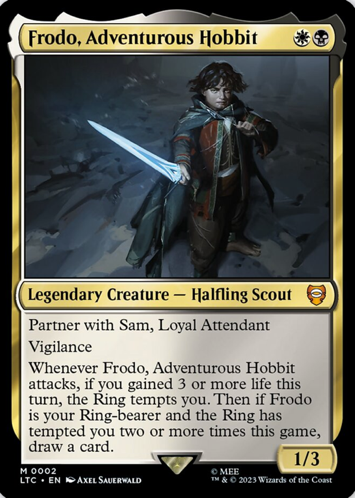 Frodo, Adventurous Hobbit
Legendary Creature — Halfling Scout
Partner with Sam, Loyal Attendant
Vigilance
Whenever Frodo, Adventurous Hobbit
attacks, if you gained 3 or more life this
turn, the Ring tempts you. Then if Frodo
is your Ring-bearer and the Ring has
tempted you two or more times this game,
draw a card.
1/3
M 0002
LTC • EN Axel Sauerwald
© MEE
™ & © 2023 Wizards of the Coast